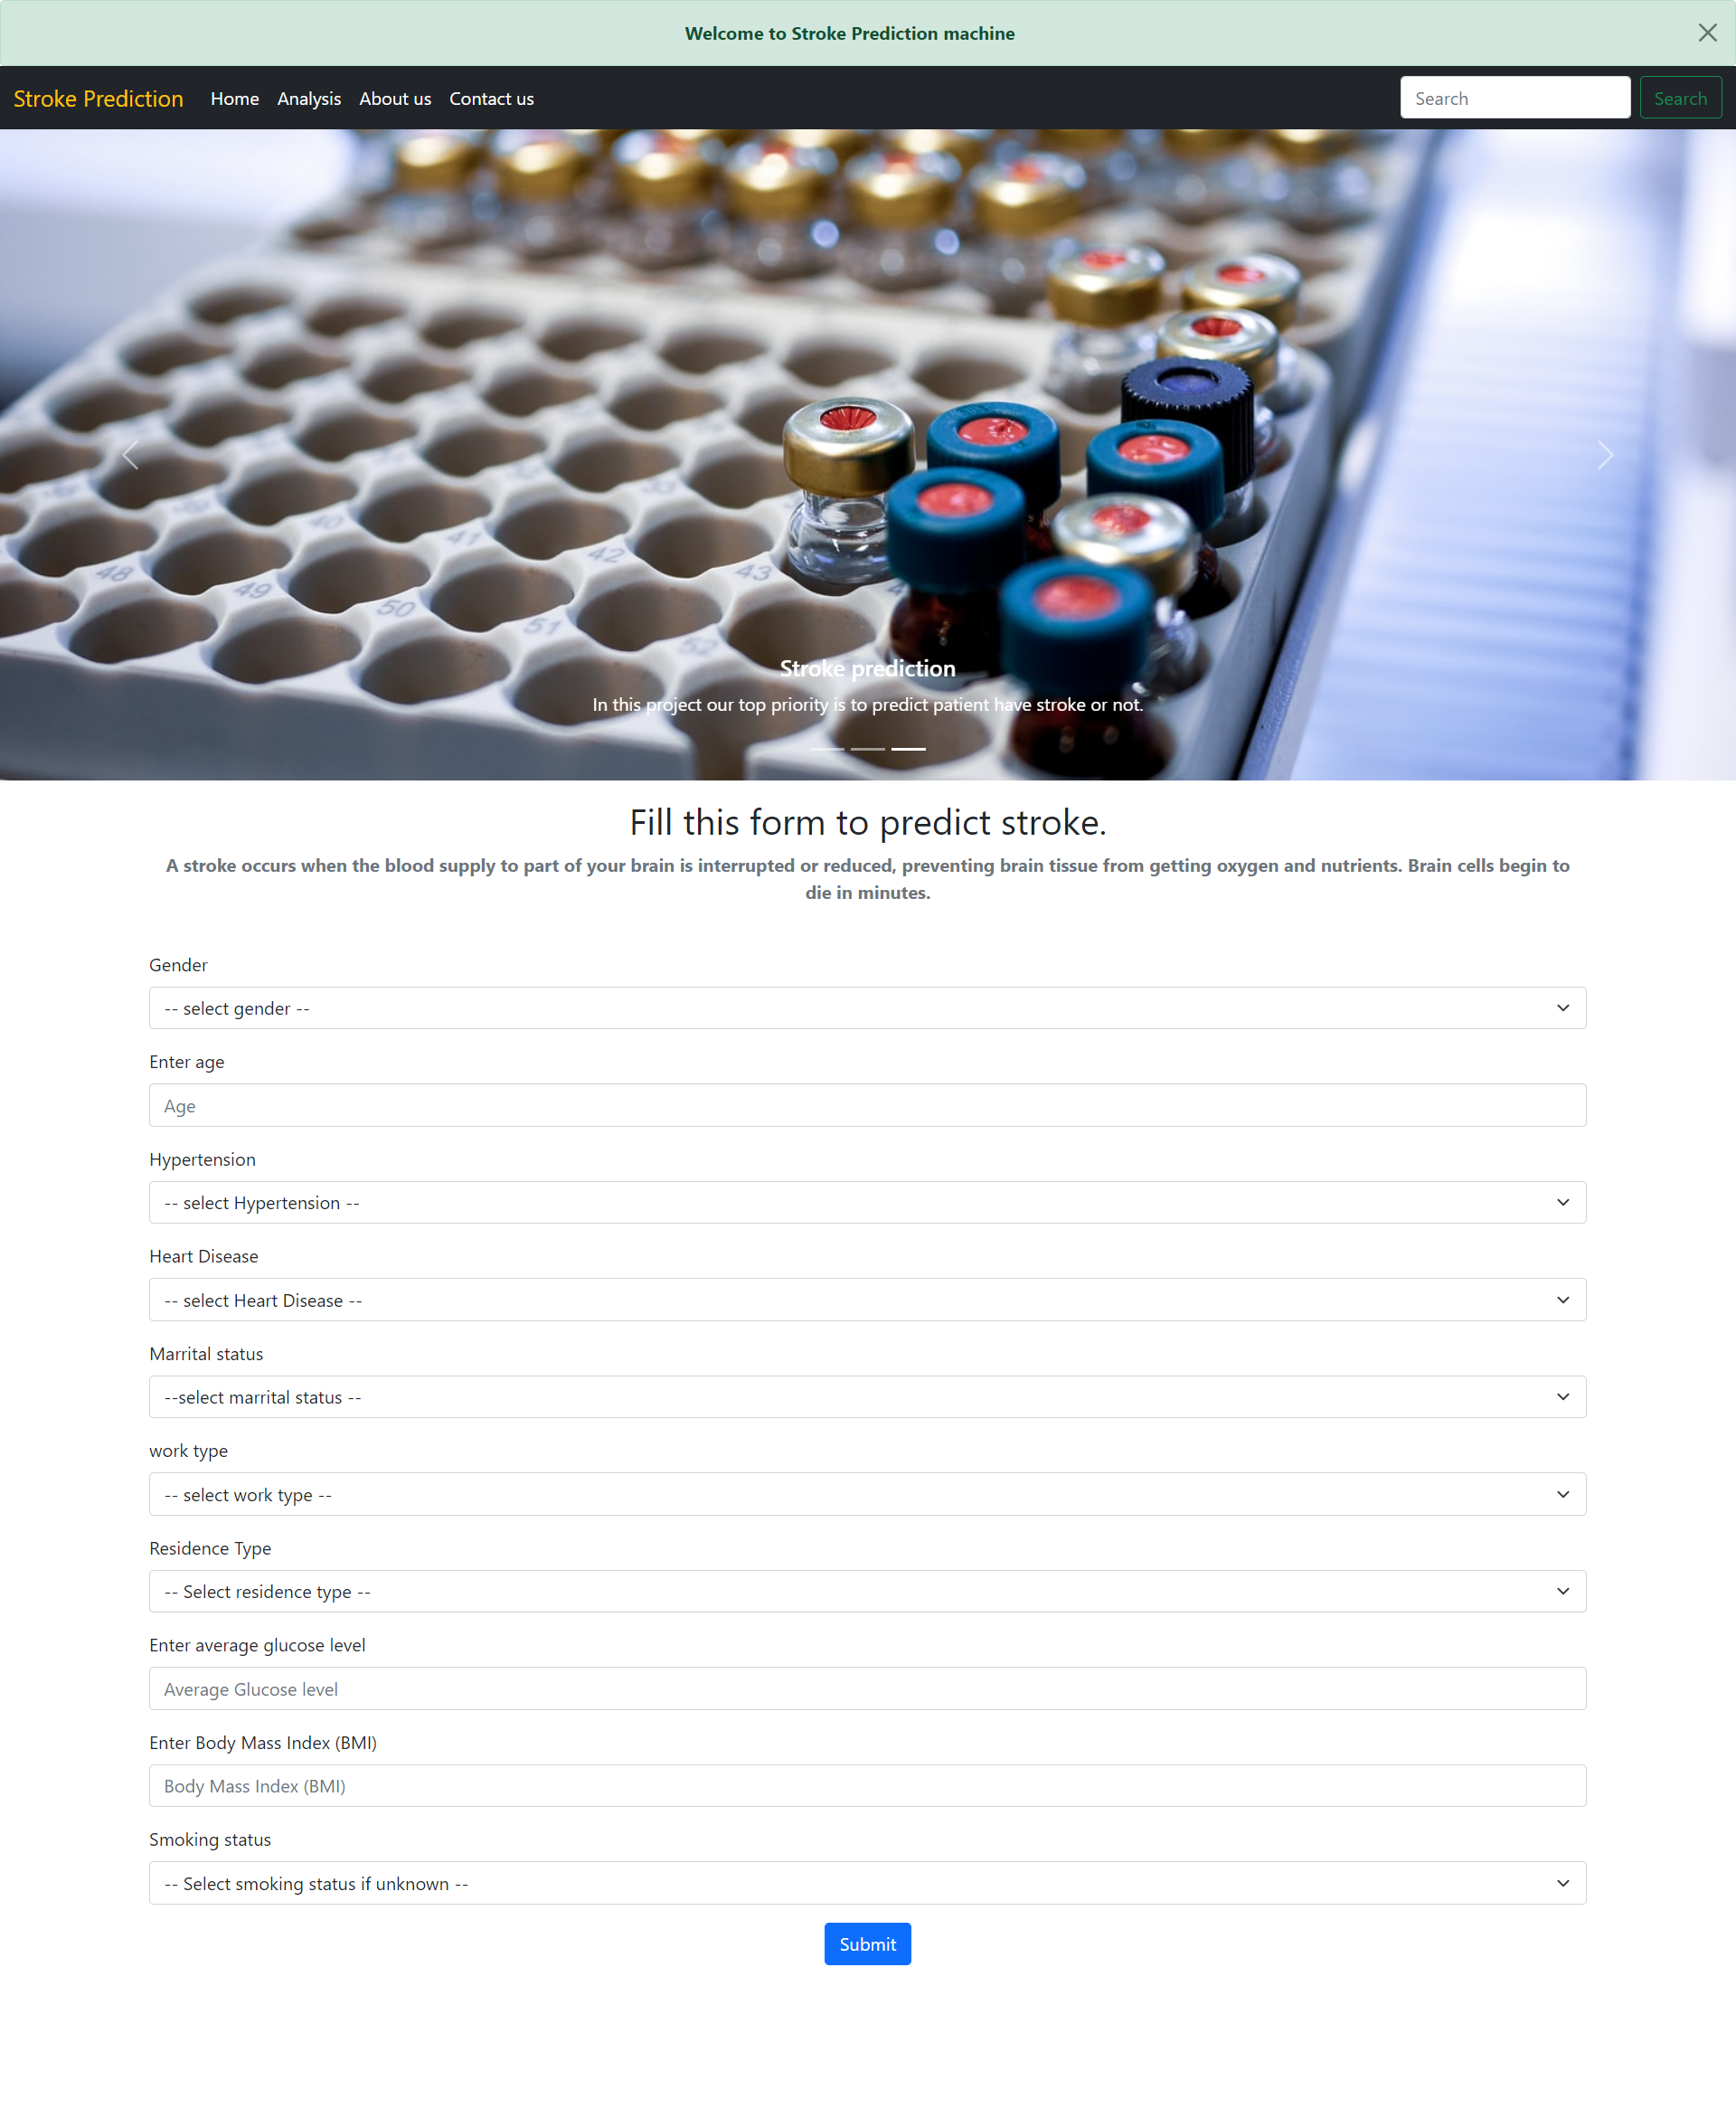 Welcome to Stroke Prediction machine
Stroke Prediction Home Analysis About us Contact us Search Search
41
42
43
48
49
50
51
52
Stroke prediction
In this project our top priority is to predict patient have stroke or not.
Fill this form to predict stroke.
A stroke occurs when the blood supply to part of your brain is interrupted or reduced, preventing brain tissue from getting oxygen and nutrients. Brain cells begin to
die in minutes.
Gender
-- select gender --
Enter age
Age
Hypertension
-- select Hypertension --
Heart Disease
-- select Heart Disease --
Marrital status
--select marrital status --
work type
-- select work type --
Residence Type
-- Select residence type --
Enter average glucose level
Average Glucose level
Enter Body Mass Index (BMI)
Body Mass Index (BMI)
Smoking status
-- Select smoking status if unknown --
Submit